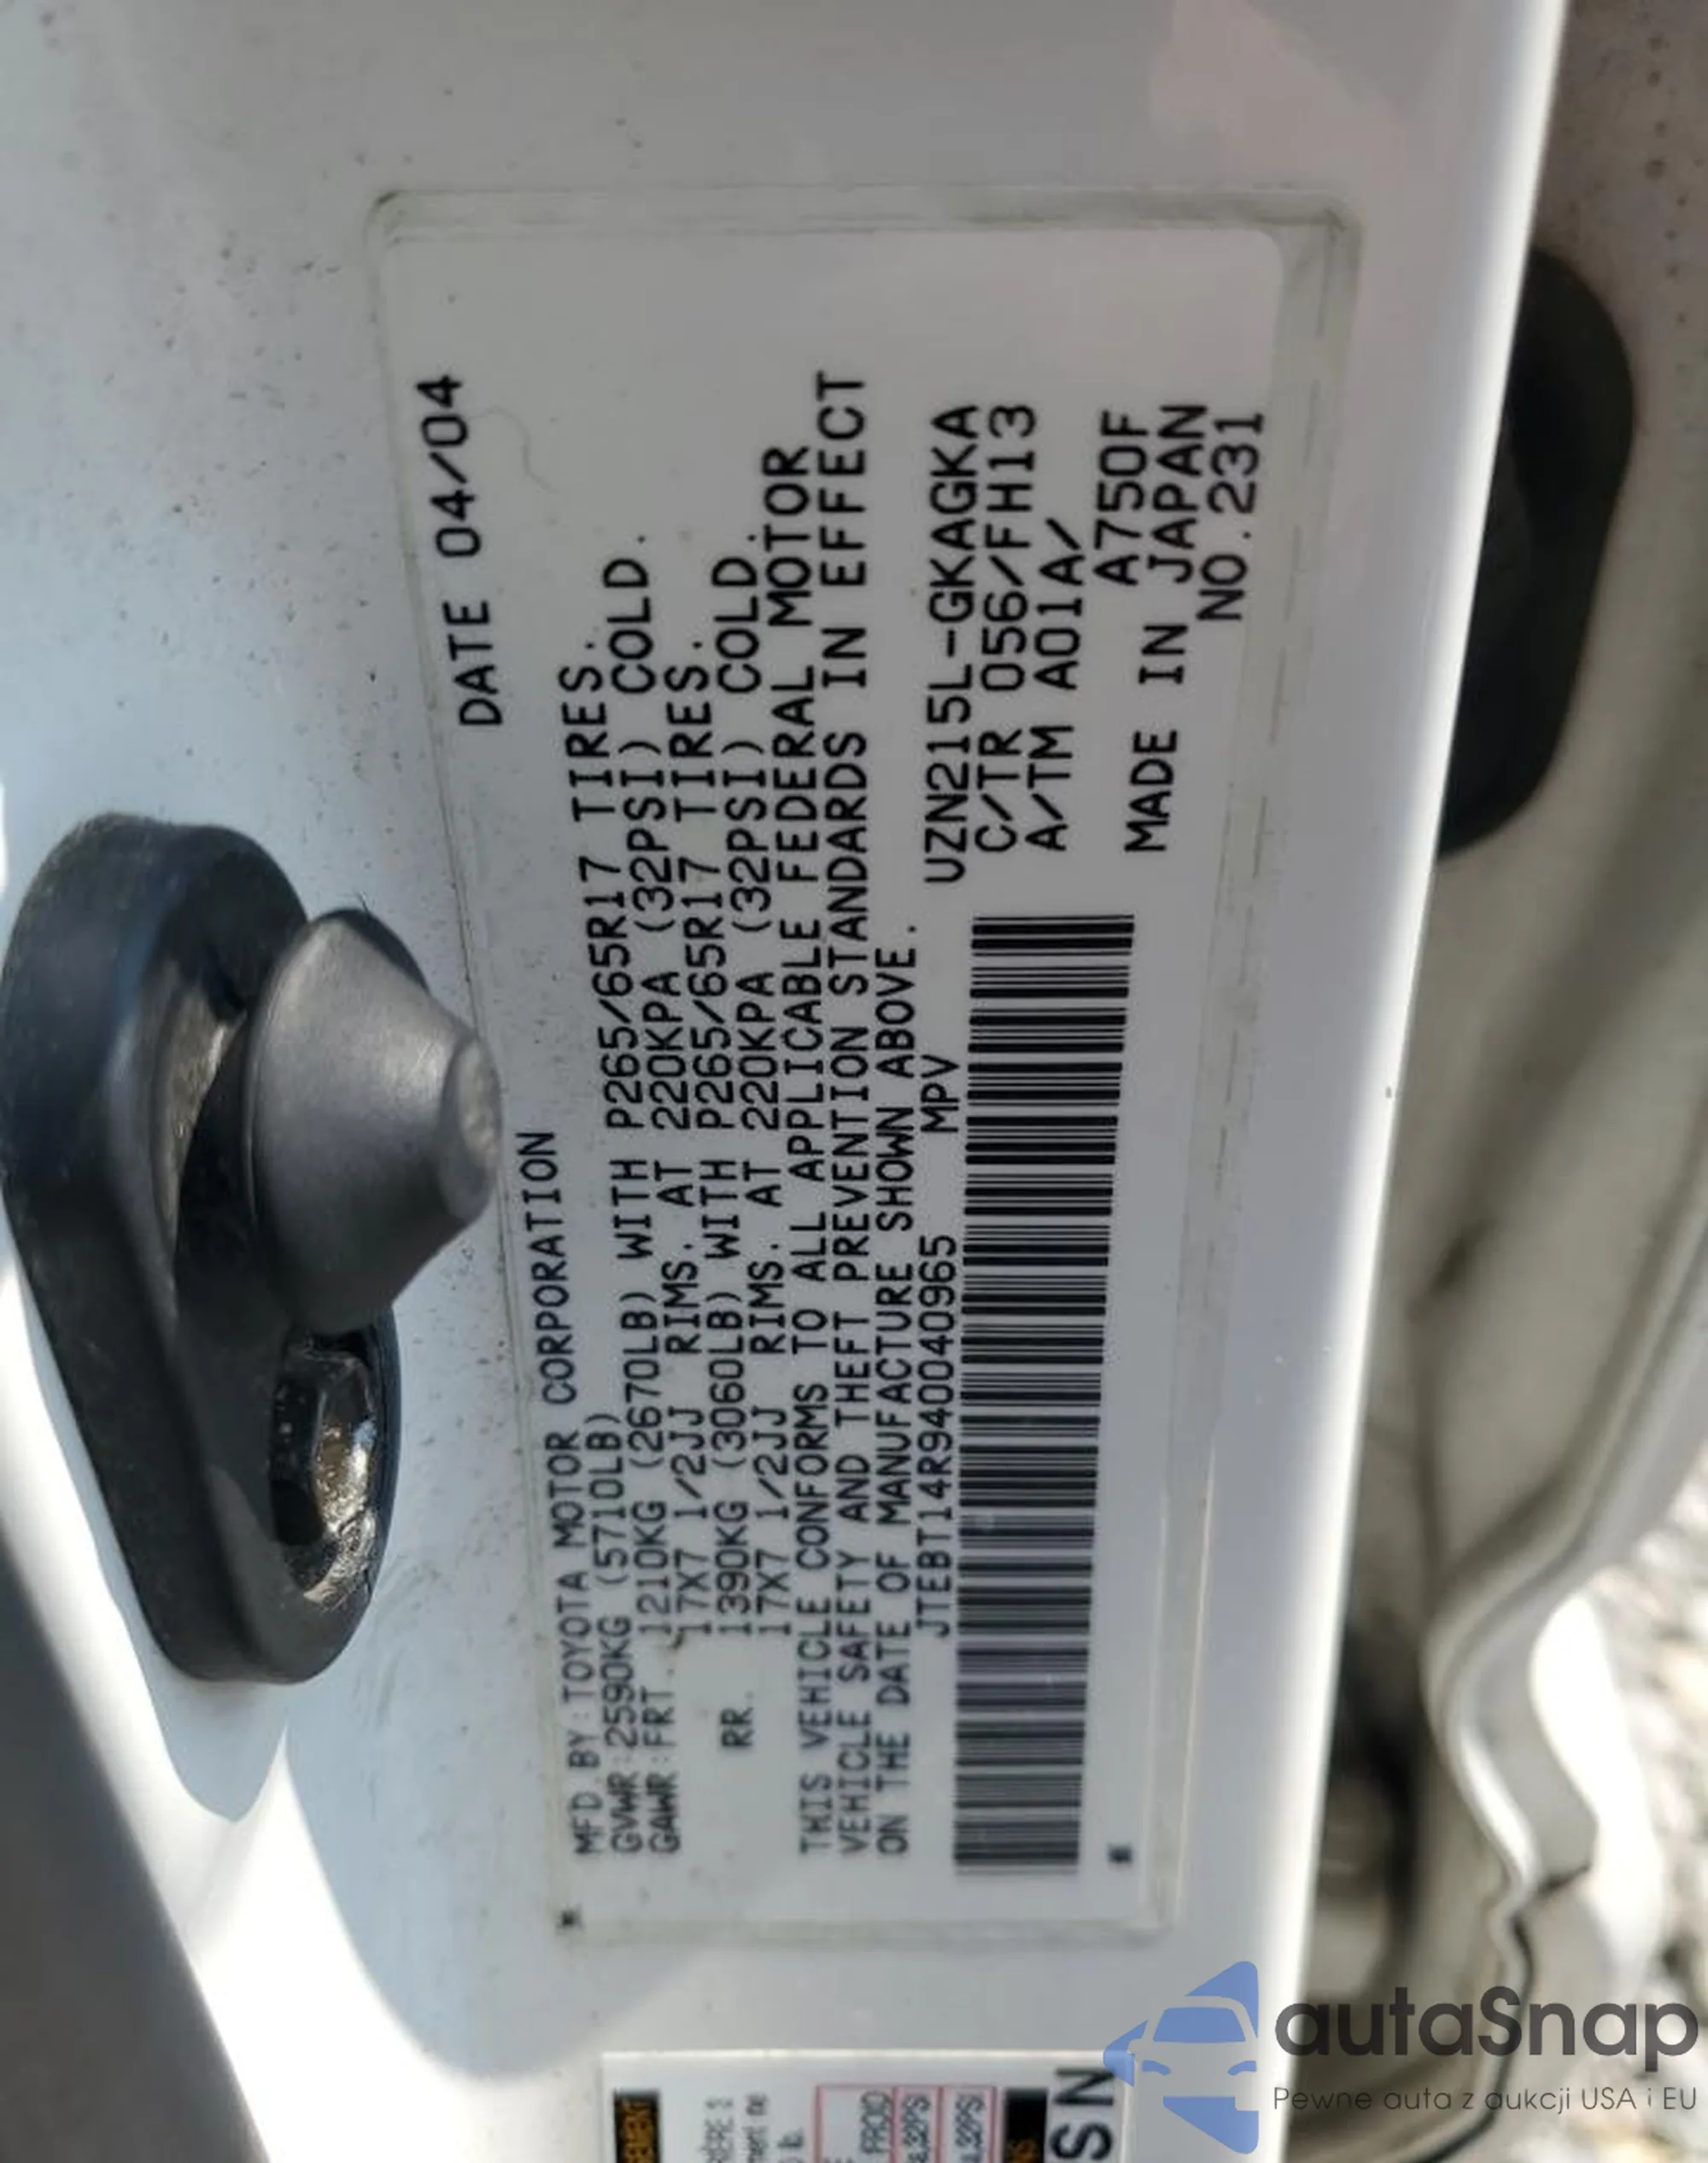 DATE 04/04
MFD.BY:TOYOTA MOTOR CORPORATION
GVWR:2590KG (5710LB)
GAWR:FRT. 1210KG (2670LB) WITH P265/65R17 TIRES.
17X7 1/2JJ RIMS. AT 220KPA (32PSI) COLD.
RR. 1390KG (3060LB) WITH P265/65R17 TIRES.
17X7 1/2JJ RIMS. AT 220KPA (32PSI) COLD.
THIS VEHICLE CONFORMS TO ALL APPLICABLE FEDERAL MOTOR
VEHICLE SAFETY AND THEFT PREVENTION STANDARDS IN EFFECT
ON THE DATE OF MANUFACTURE SHOWN ABOVE.
JTEBT14R940040965 MPV
UZN215L-GKAGKA
C/TR 056/FH13
A/TM A01A/
A750F
MADE IN JAPAN
NO.231
FROID
32PSI
32PSI
SN
autaSnap
Pewne auta z aukcji USA i EU